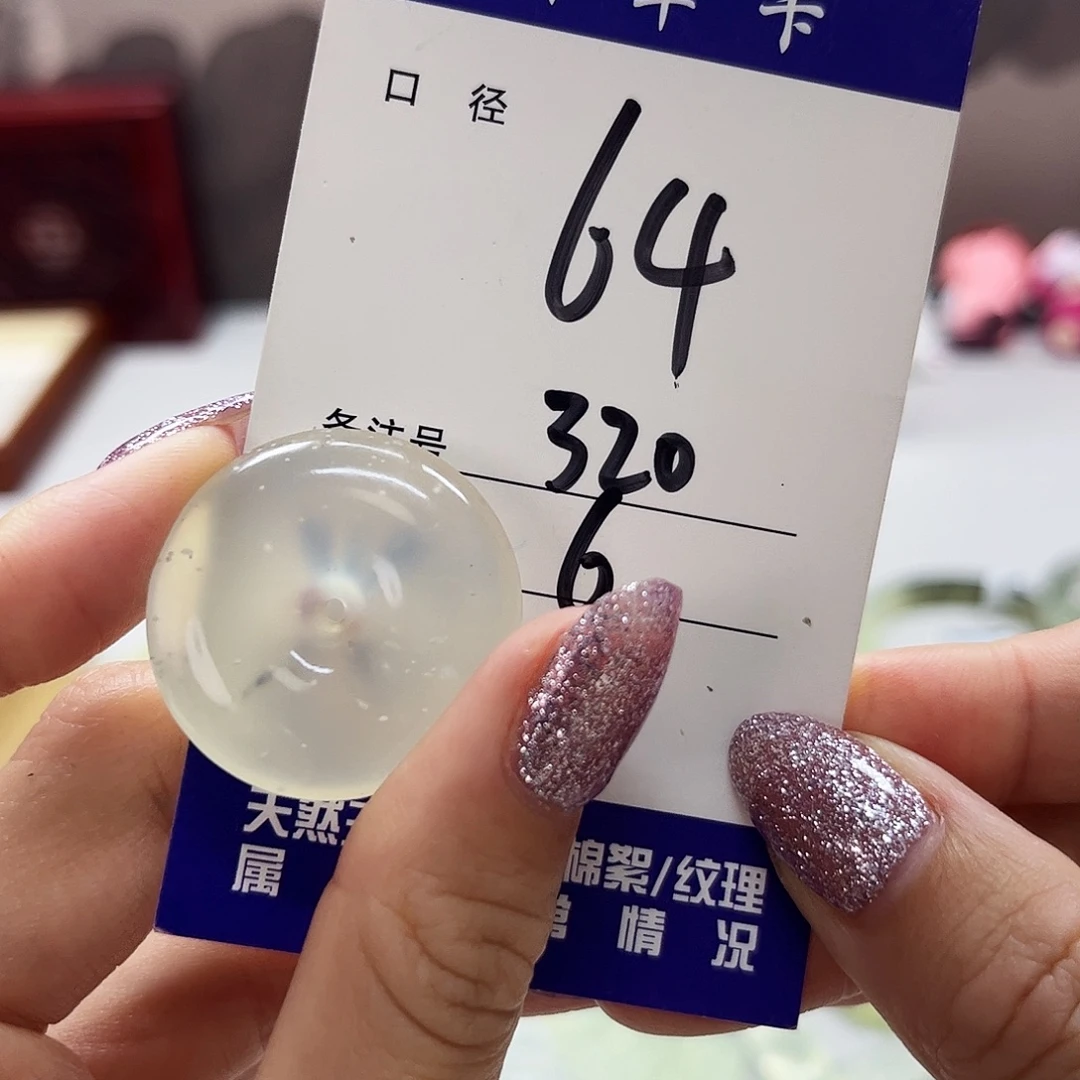 卡
口径 64
备注号 320
6
天然
棉絮/纹理
属 情况